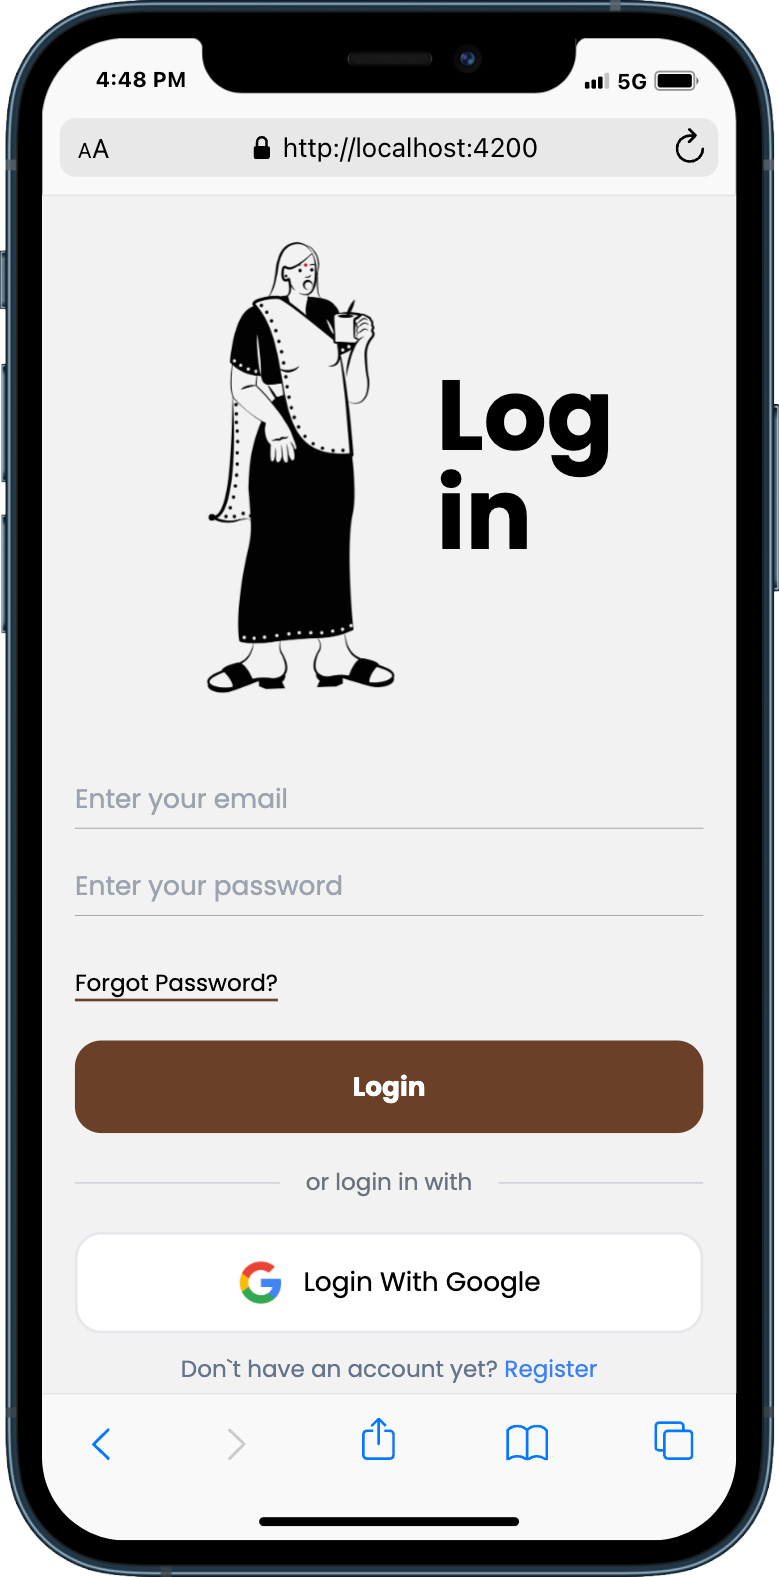 4:48 PM 5G
AA http://localhost:4200
Log
in
Enter your email
Enter your password
Forgot Password?
Login
or login in with
Login With Google
Don`t have an account yet? Register